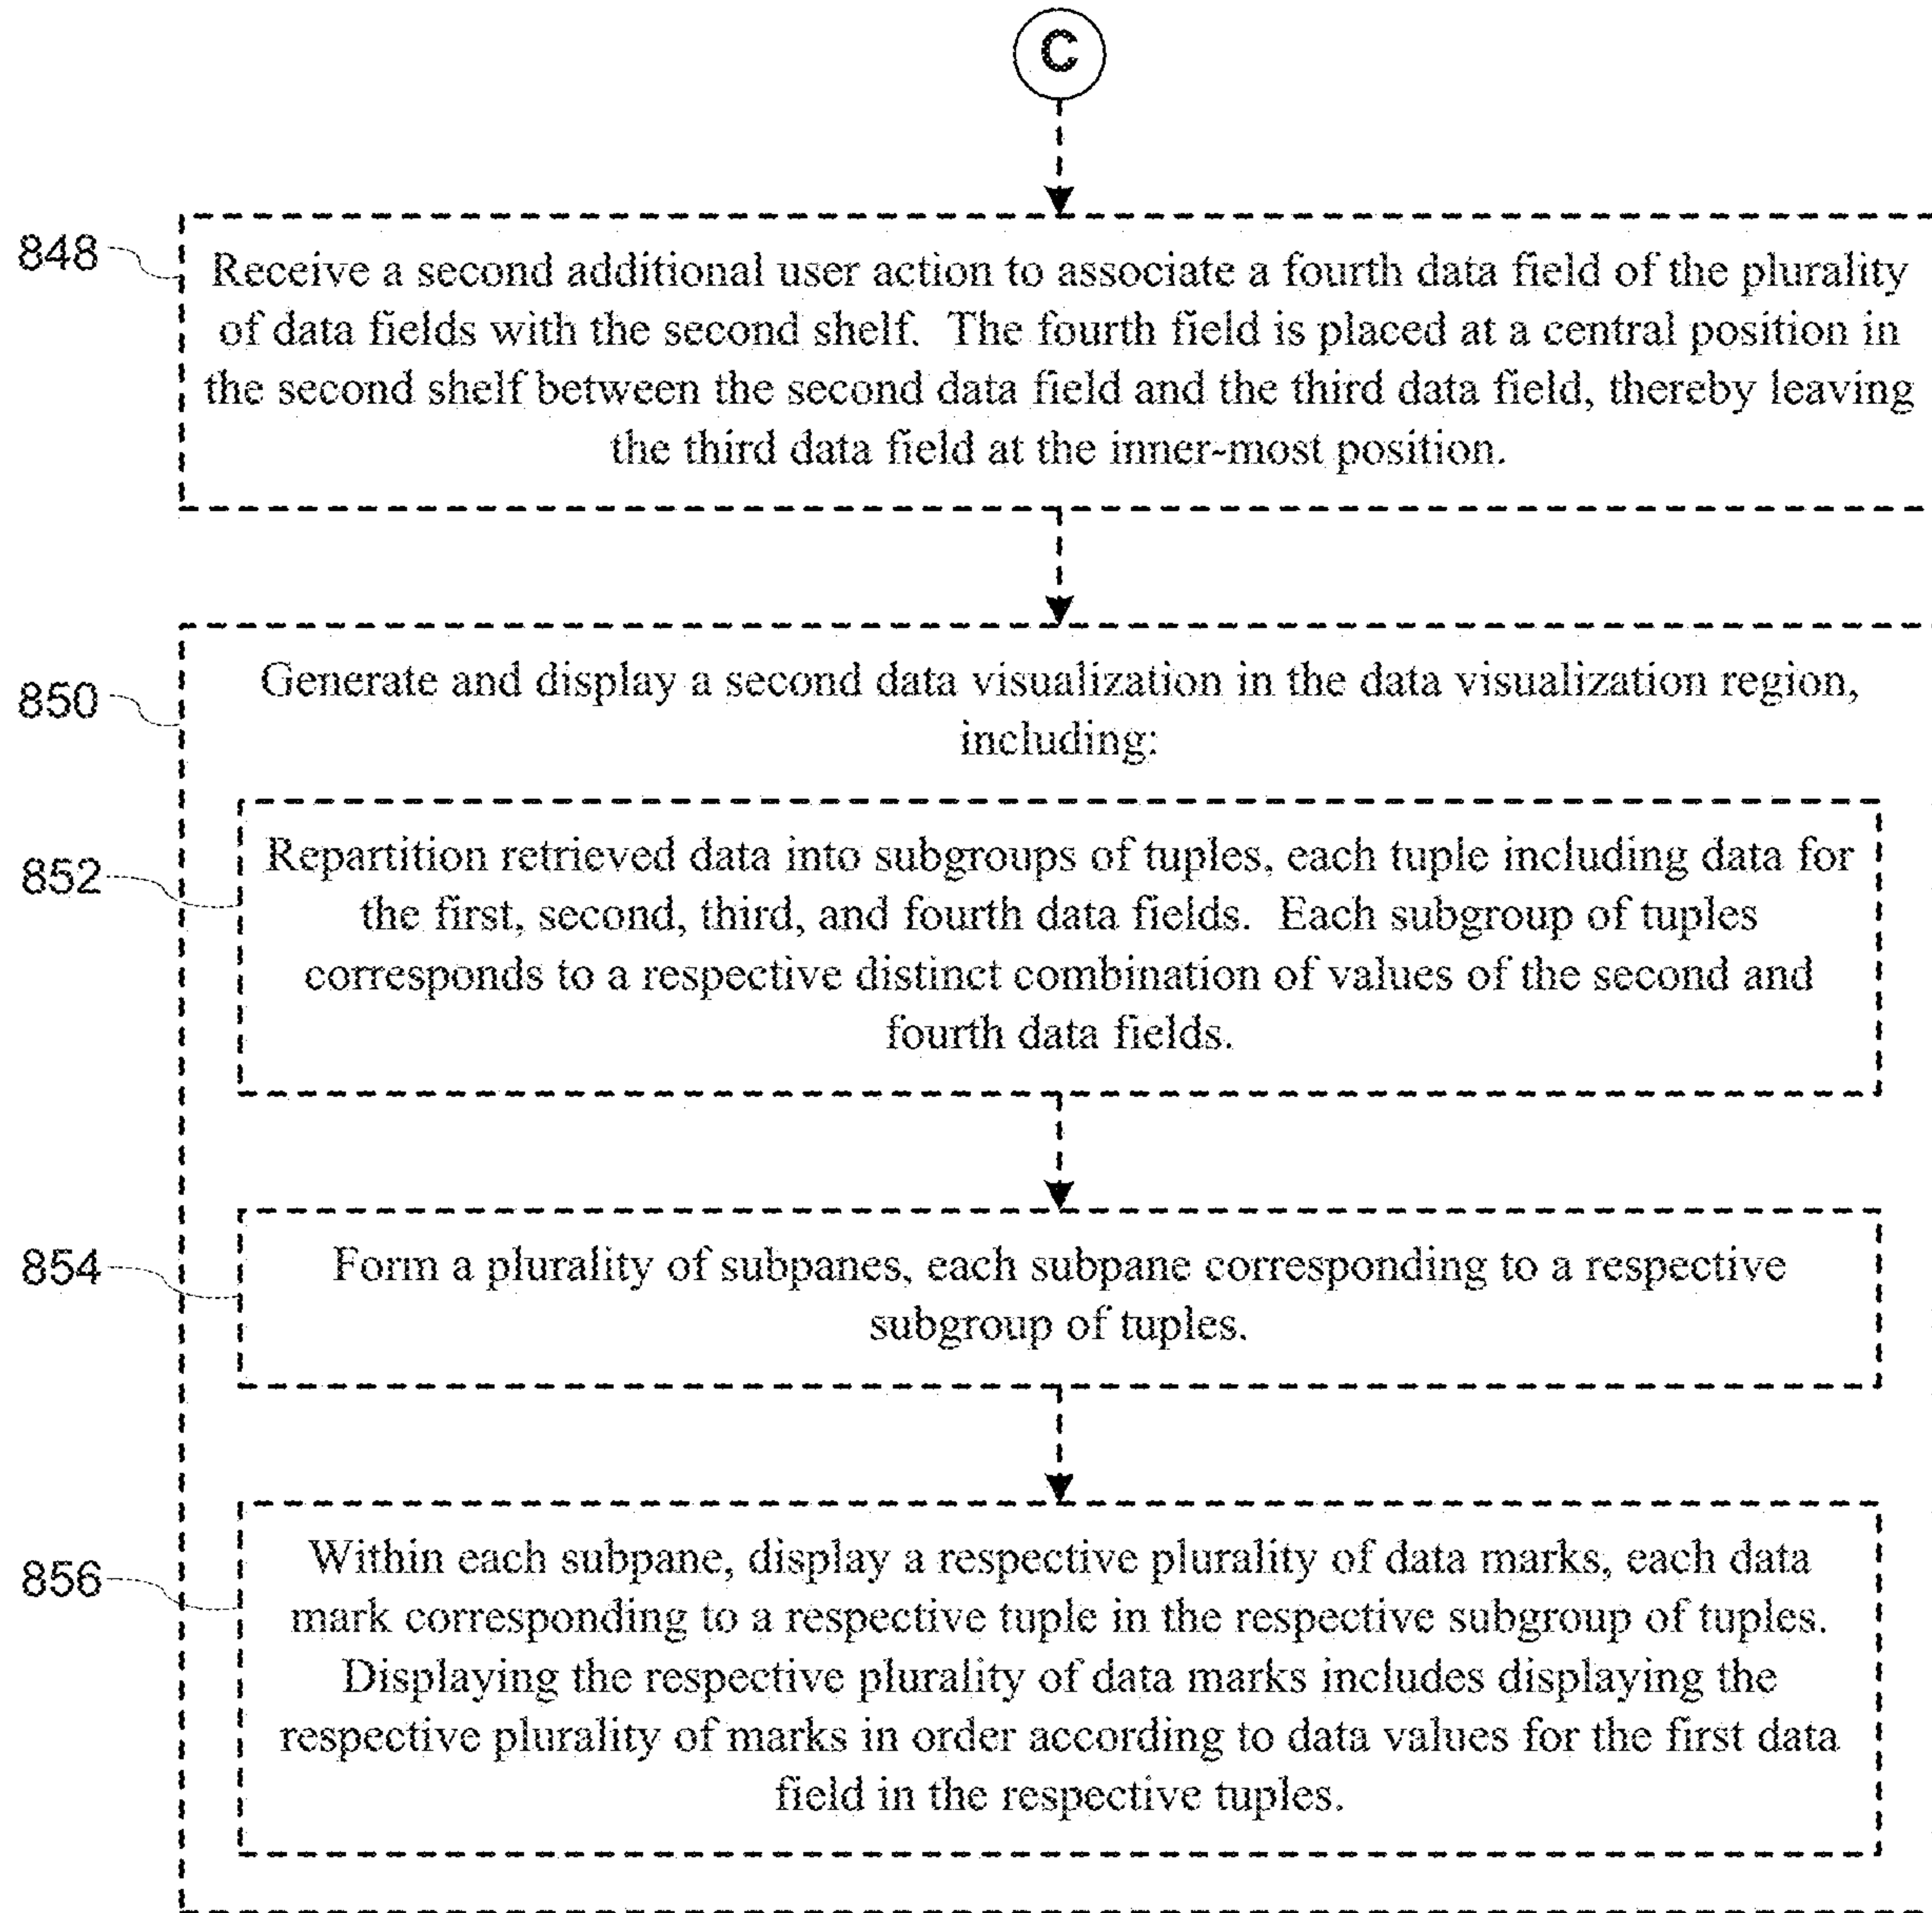 C
848
Receive a second additional user action to associate a fourth data field of the plurality
of data fields with the second shelf. The fourth field is placed at a central position in
the second shelf between the second data field and the third data field, thereby leaving
the third data field at the inner-most position.
850
Generate and display a second data visualization in the data visualization region,
including:
852
Repartition retrieved data into subgroups of tuples, each tuple including data for
the first, second, third, and fourth data fields. Each subgroup of tuples
corresponds to a respective distinct combination of values of the second and
fourth data fields.
854
Form a plurality of subpanes, each subpane corresponding to a respective
subgroup of tuples.
856
Within each subpane, display a respective plurality of data marks, each data
mark corresponding to a respective tuple in the respective subgroup of tuples.
Displaying the respective plurality of data marks includes displaying the
respective plurality of marks in order according to data values for the first data
field in the respective tuples.